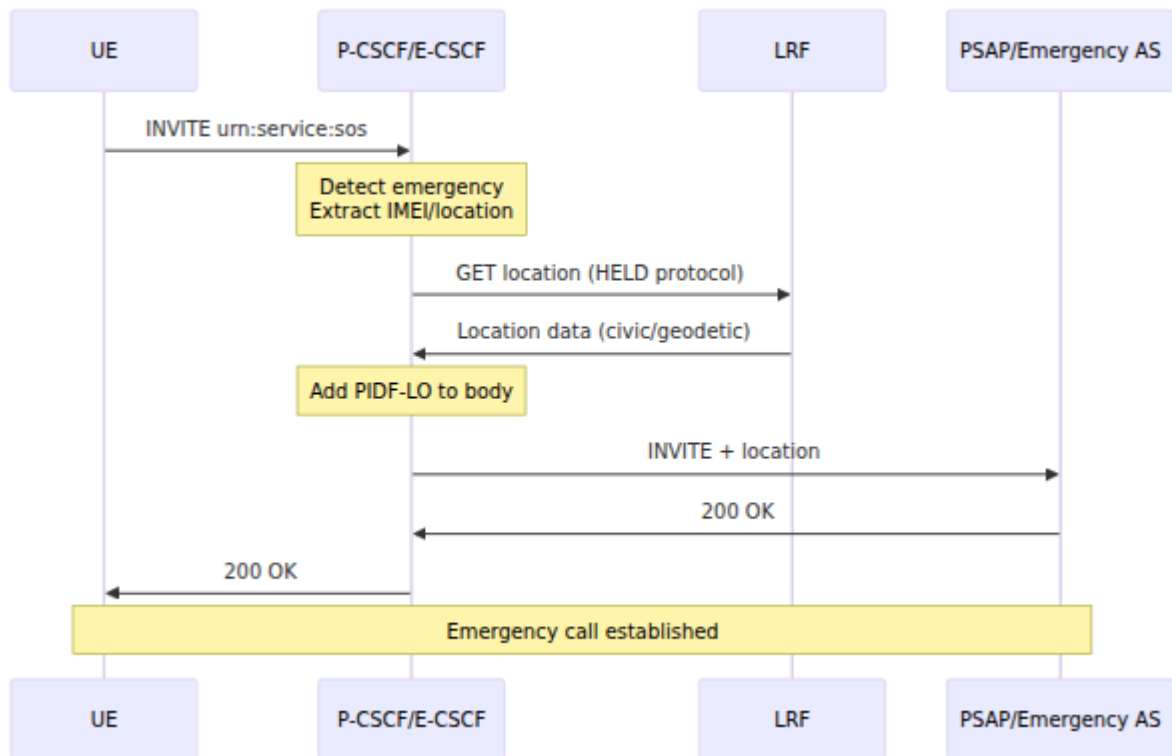 UE
P-CSCF/E-CSCF
LRF
PSAP/Emergency AS
INVITE urn:service:sos
Detect emergency
Extract IMEI/location
GET location (HELD protocol)
Location data (civic/geodetic)
Add PIDF-LO to body
INVITE + location
200 OK
200 OK
Emergency call established
UE
P-CSCF/E-CSCF
LRF
PSAP/Emergency AS